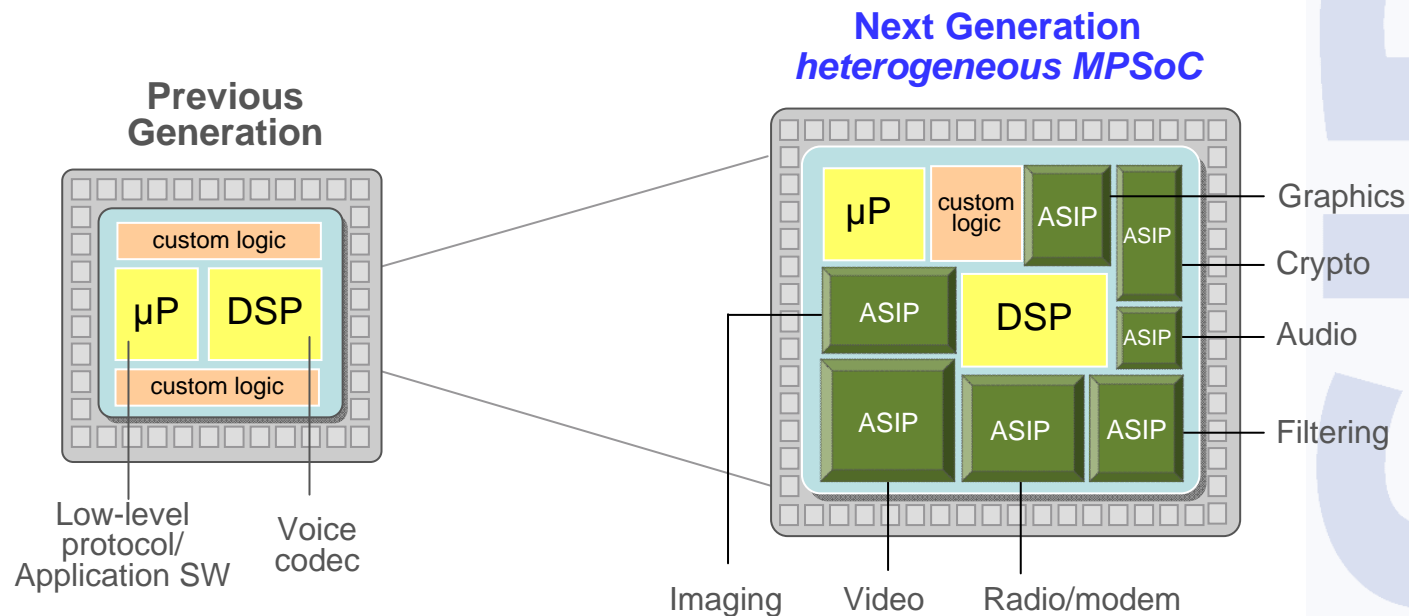 Next Generation
heterogeneous MPSoC
Previous
Generation
custom logic
µP
DSP
custom logic
Low-level
protocol/
Application SW
Voice
codec
µP
custom
logic
ASIP
ASIP
ASIP
DSP
ASIP
ASIP
ASIP
ASIP
Graphics
Crypto
Audio
Filtering
Imaging
Video
Radio/modem